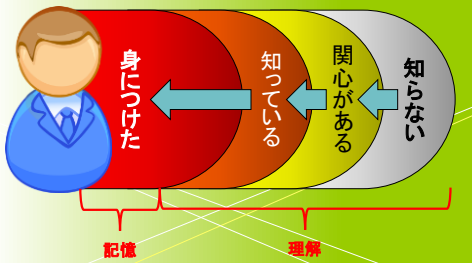 身につけた
知っている
関心がある
知らない
記憶
理解